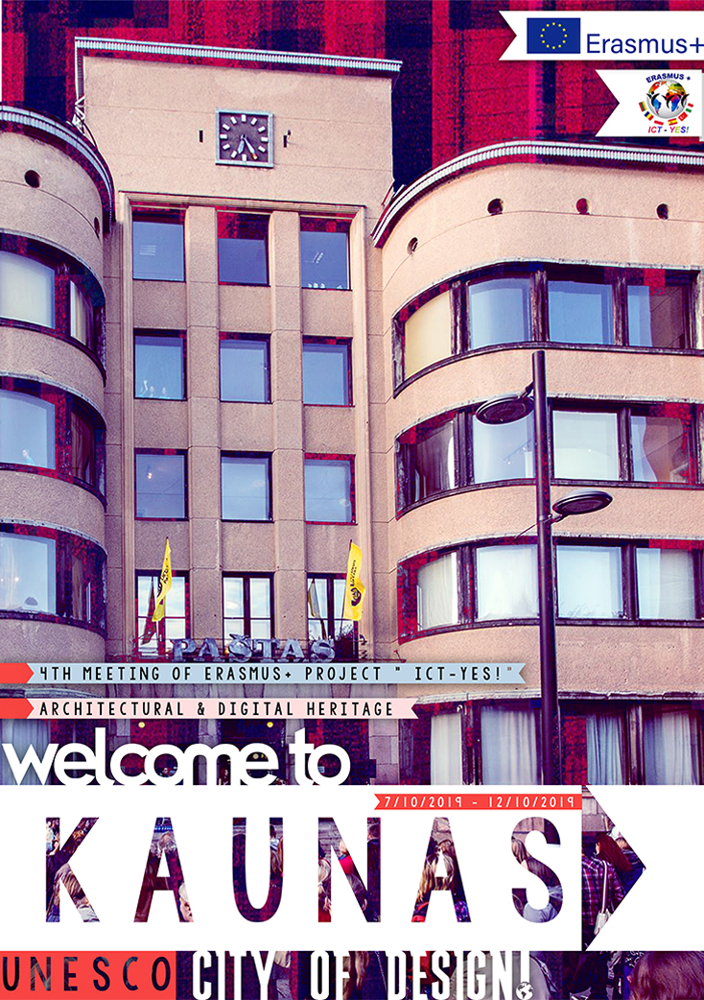 Erasmus+
ERASMUS +
ICT - YES!
PAŠTAS
4TH MEETING OF ERASMUS+ PROJECT " ICT-YES!"
ARCHITECTURAL & DIGITAL HERITAGE
welcome to
7/10/2019 - 12/10/2019
KAUNAS
UNESCO CITY OF DESIGN!